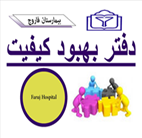 بیمارستان فاروج
دفتر بهبود کیفیت
Faruj Hospital